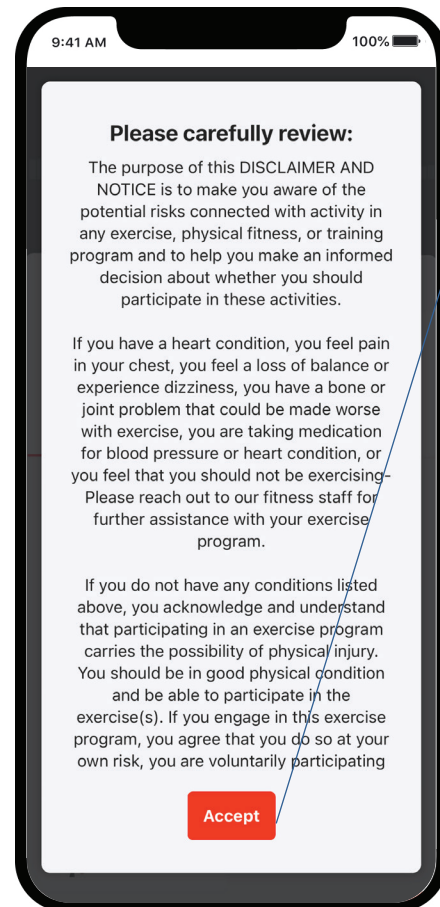 9:41 AM 100%
Please carefully review:
The purpose of this DISCLAIMER AND
NOTICE is to make you aware of the
potential risks connected with activity in
any exercise, physical fitness, or training
program and to help you make an informed
decision about whether you should
participate in these activities.
If you have a heart condition, you feel pain
in your chest, you feel a loss of balance or
experience dizziness, you have a bone or
joint problem that could be made worse
with exercise, you are taking medication
for blood pressure or heart condition, or
you feel that you should not be exercising-
Please reach out to our fitness staff for
further assistance with your exercise
program.
If you do not have any conditions listed
above, you acknowledge and understand
that participating in an exercise program
carries the possibility of physical injury.
You should be in good physical condition
and be able to participate in the
exercise(s). If you engage in this exercise
program, you agree that you do so at your
own risk, you are voluntarily participating
Accept